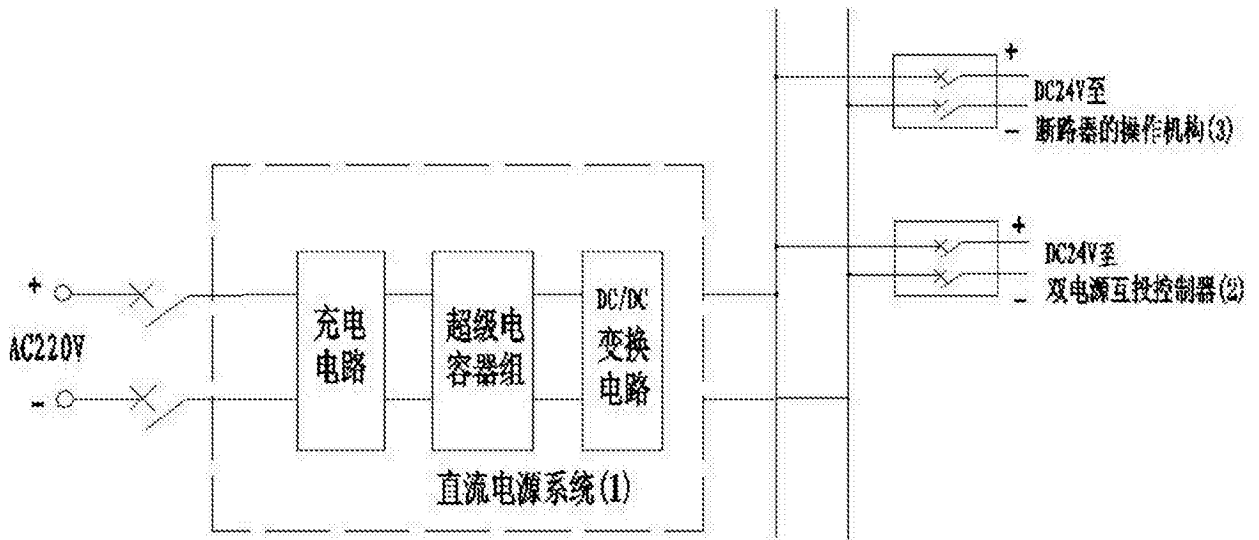 +
DC24V至
- 断路器的操作机构(3)
+
DC24V至
- 双电源互投控制器(2)
+
AC220V
-
充电
电路
超级电
容器组
DC/DC
变换
电路
直流电源系统(1)